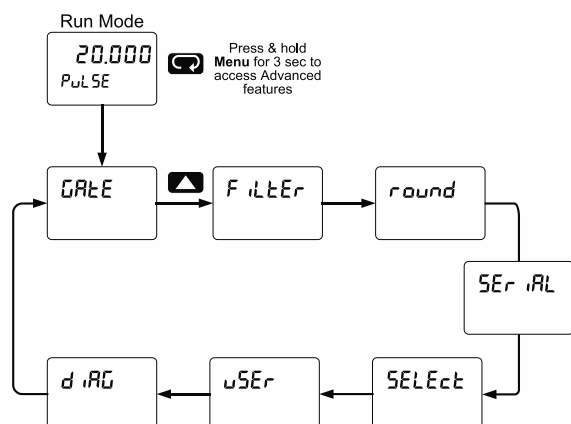 Run Mode
20.000
PuLSE
Press & hold
Menu for 3 sec to
access Advanced
features
GAtE
FiLtEr
round
SEriAL
diAG
uSEr
SELEct